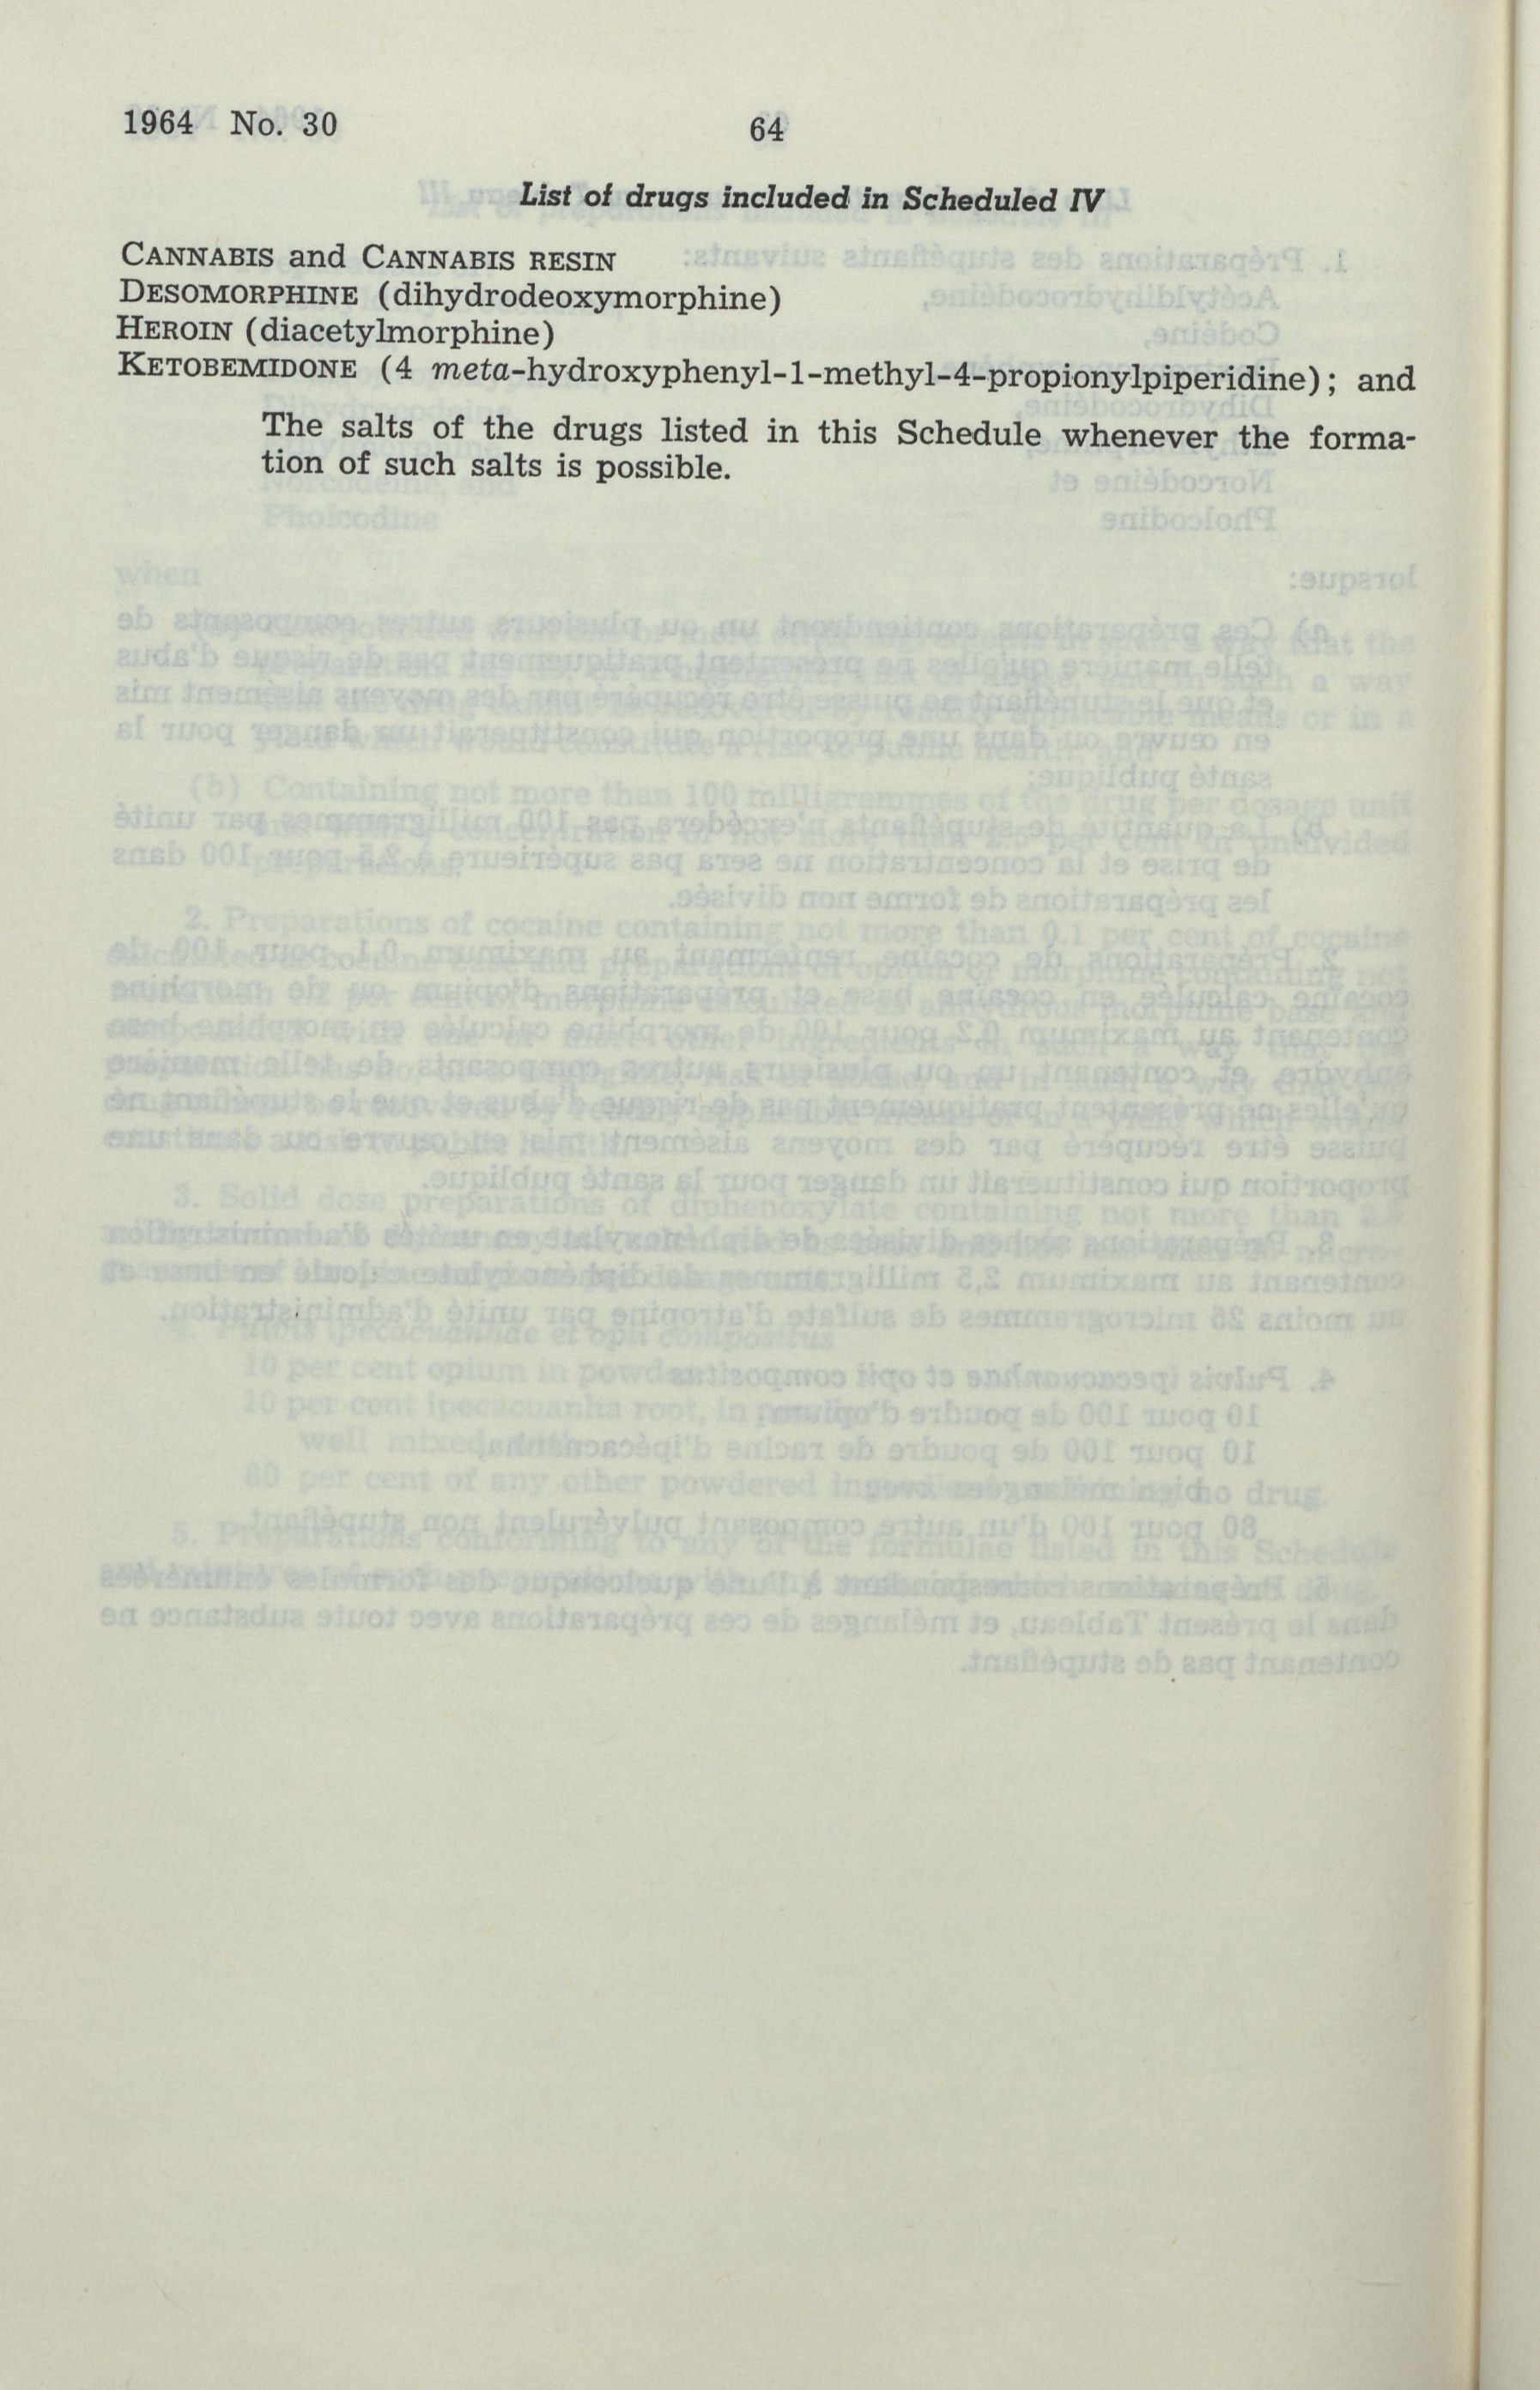 1964 No. 30
64
List of drugs included in Scheduled IV
CANNABIS and CANNABIS RESIN
DESOMORPHINE (dihydrodeoxymorphine)
HEROIN (diacetylmorphine)
KETOBEMIDONE (4 meta-hydroxyphenyl-1-methyl-4-propionylpiperidine); and
The salts of the drugs listed in this Schedule whenever the forma-
tion of such salts is possible.